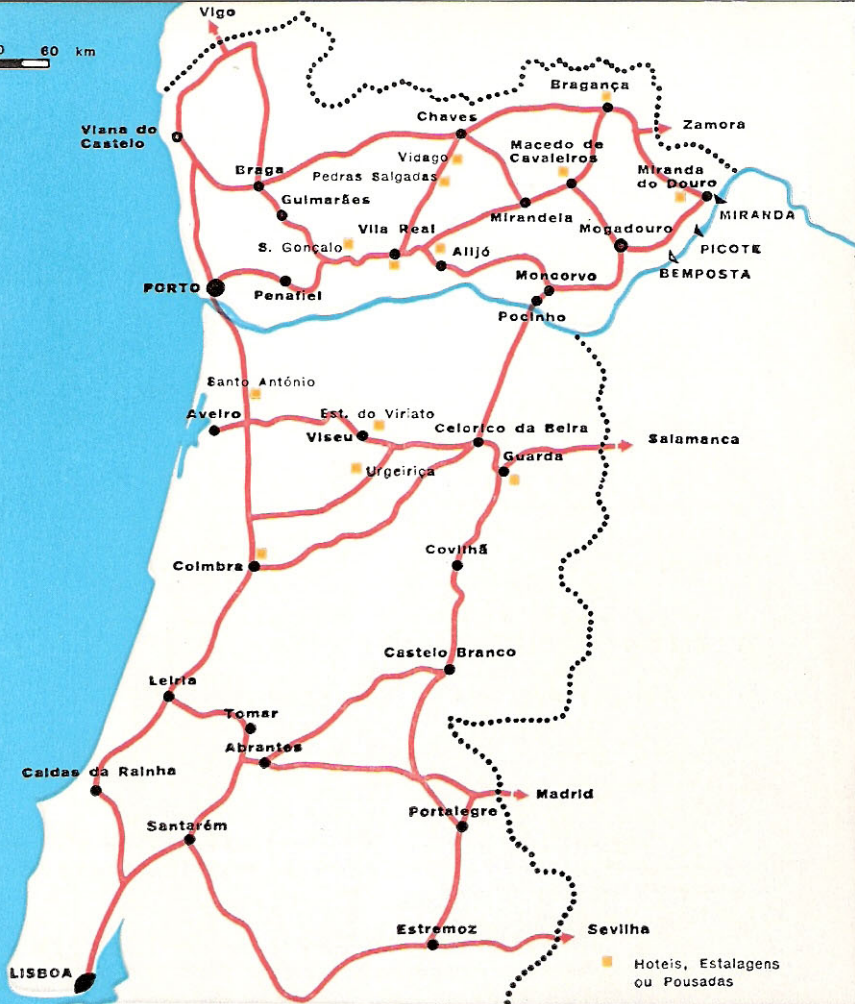 Vigo
0 60 km
Bragança
Chaves
Zamora
Viana do
Castelo
Macedo de
Cavaleiros
Vidago
Braga
Pedras Salgadas
Miranda
do Douro
Guimarães
MIRANDA
Mirandela
Vila Real
Mogadouro
S. Gonçalo
Alijó
PICOTE
BEMPOSTA
Moncorvo
PORTO
Penafiel
Pocinho
Santo António
Aveiro
Est. do Viriato
Viseu
Celorico da Beira
Salamanca
Guarda
Urgeiriça
Covilhã
Coimbra
Castelo Branco
Leiria
Tomar
Abrantes
Caldas da Rainha
Madrid
Portalegre
Santarém
Estremoz
Sevilha
LISBOA
Hoteis, Estalagens
ou Pousadas